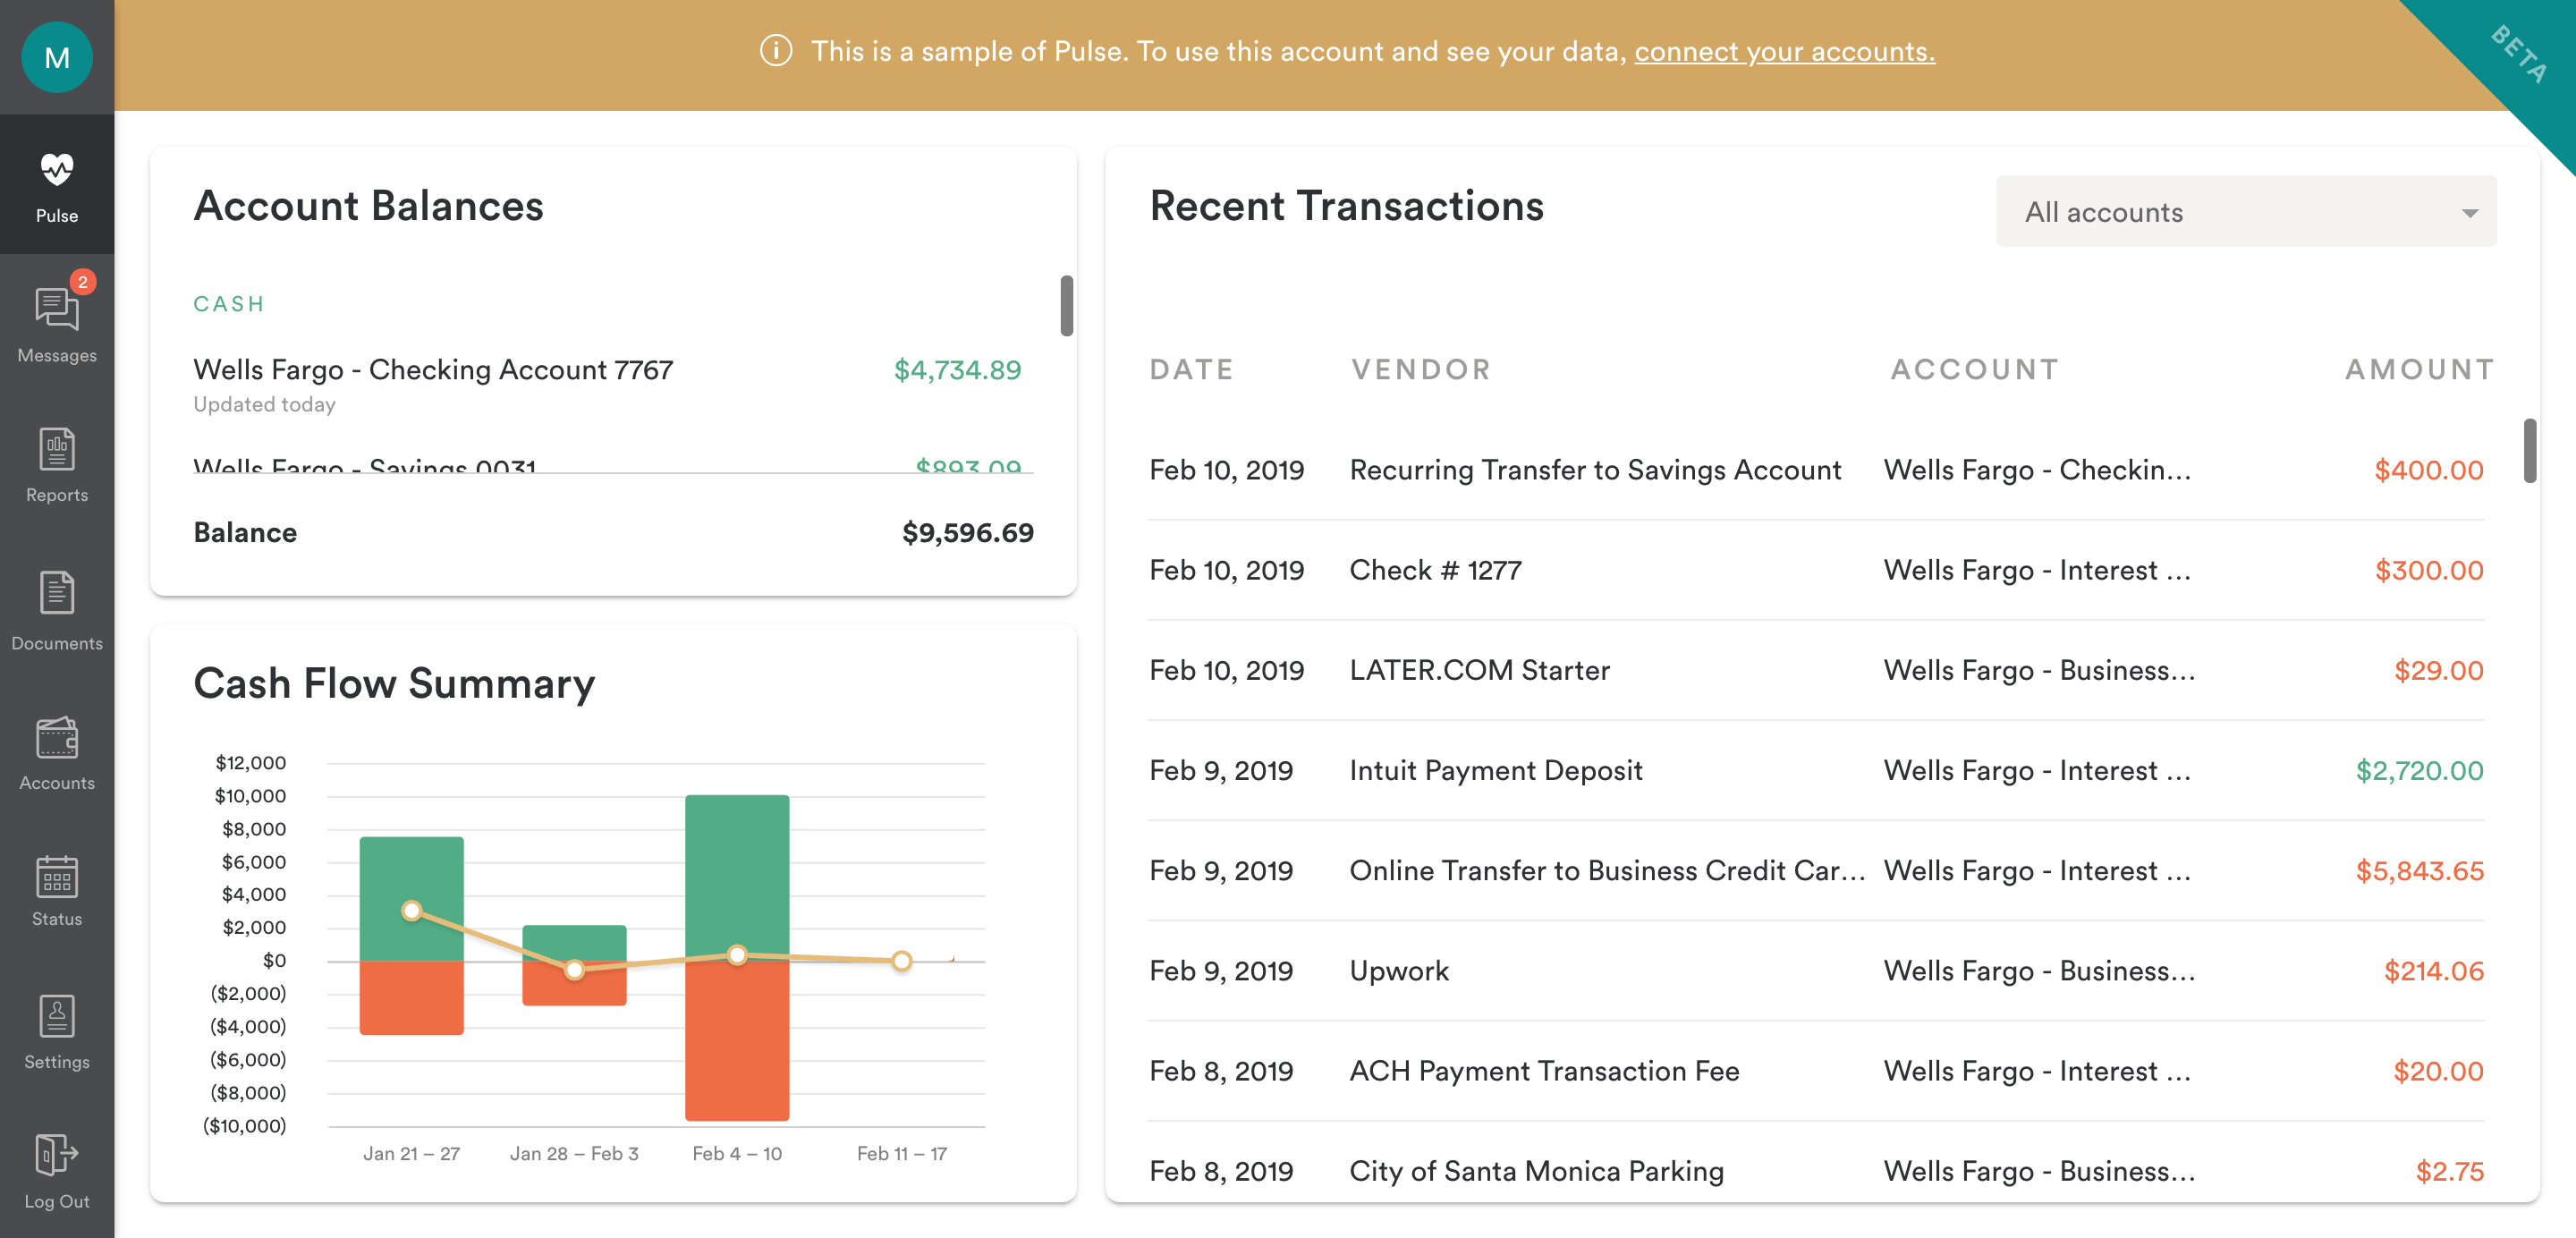 M
This is a sample of Pulse. To use this account and see your data, connect your accounts.
BETA
Pulse
2
Messages
Reports
Documents
Accounts
Status
Settings
Log Out
Account Balances
CASH
Wells Fargo - Checking Account 7767 $4,734.89
Updated today
Wells Fargo - Savings 0031 $893.09
Balance $9,596.69
Cash Flow Summary
$12,000
$10,000
$8,000
$6,000
$4,000
$2,000
$0
($2,000)
($4,000)
($6,000)
($8,000)
($10,000)
Jan 21 – 27 Jan 28 – Feb 3 Feb 4 – 10 Feb 11 – 17
Recent Transactions
All accounts
DATE VENDOR ACCOUNT AMOUNT
Feb 10, 2019 Recurring Transfer to Savings Account Wells Fargo - Checkin... $400.00
Feb 10, 2019 Check # 1277 Wells Fargo - Interest ... $300.00
Feb 10, 2019 LATER.COM Starter Wells Fargo - Business... $29.00
Feb 9, 2019 Intuit Payment Deposit Wells Fargo - Interest ... $2,720.00
Feb 9, 2019 Online Transfer to Business Credit Car... Wells Fargo - Interest ... $5,843.65
Feb 9, 2019 Upwork Wells Fargo - Business... $214.06
Feb 8, 2019 ACH Payment Transaction Fee Wells Fargo - Interest ... $20.00
Feb 8, 2019 City of Santa Monica Parking Wells Fargo - Business... $2.75